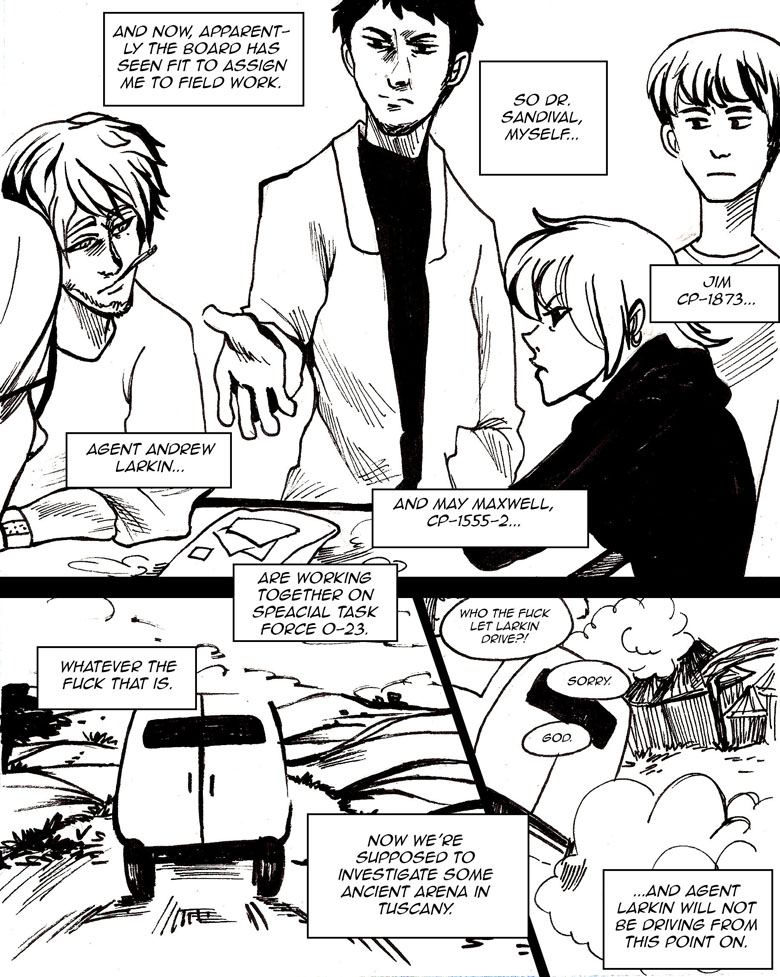 AND NOW, APPARENT-
LY THE BOARD HAS
SEEN FIT TO ASSIGN
ME TO FIELD WORK.
SO DR.
SANDIVAL,
MYSELF...
JIM
CP-1873...
AGENT ANDREW
LARKIN...
AND MAY MAXWELL,
CP-1555-2...
ARE WORKING
TOGETHER ON
SPEACIAL TASK
FORCE O-23.
WHATEVER THE
FUCK THAT IS.
NOW WE'RE
SUPPOSED TO
INVESTIGATE SOME
ANCIENT ARENA IN
TUSCANY.
WHO THE FUCK
LET LARKIN
DRIVE?!
SORRY.
GOD.
...AND AGENT
LARKIN WILL NOT
BE DRIVING FROM
THIS POINT ON.